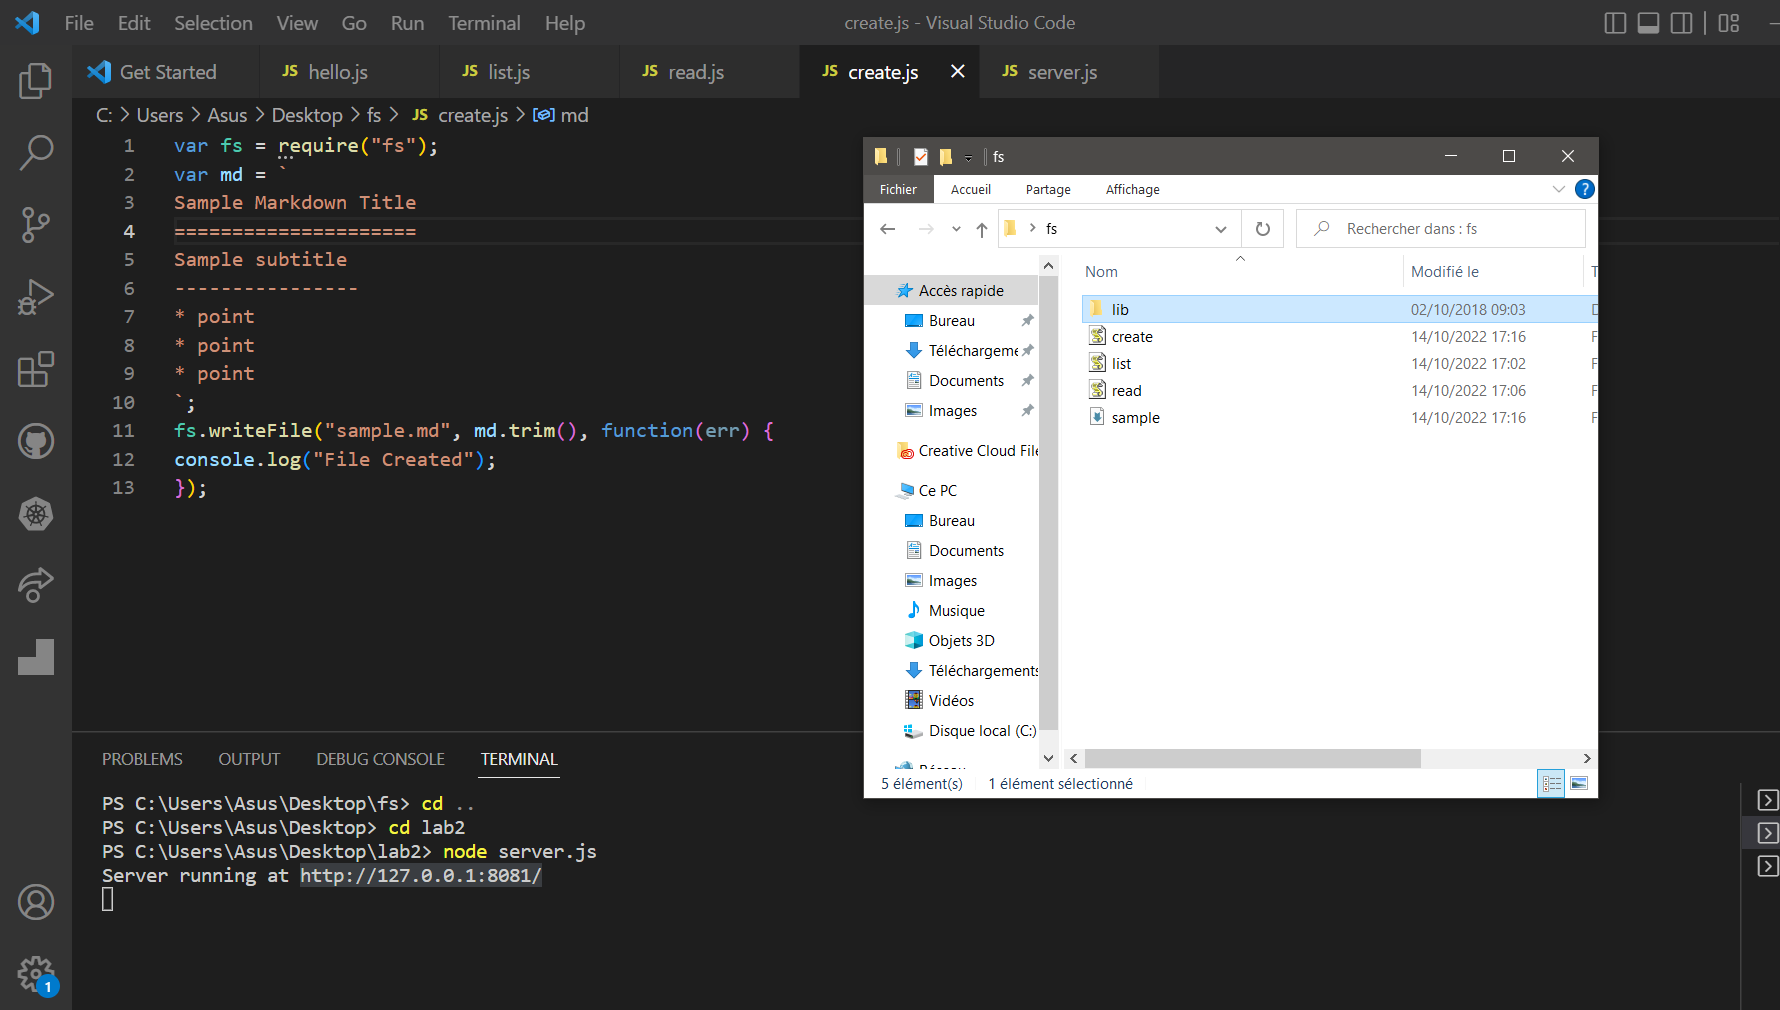 File Edit Selection View Go Run Terminal Help create.js - Visual Studio Code
Get Started JS hello.js JS list.js JS read.js JS create.js JS server.js
C: > Users > Asus > Desktop > fs > JS create.js > md
1 var fs = require("fs");
2 var md = `
3 Sample Markdown Title
4 =====================
5 Sample subtitle
6 ----------------
7 * point
8 * point
9 * point
10 `;
11 fs.writeFile("sample.md", md.trim(), function(err) {
12 console.log("File Created");
13 });
fs
Fichier Accueil Partage Affichage ?
fs Rechercher dans : fs
Nom Modifié le
Accès rapide
Bureau
Téléchargeme
Documents
Images
Creative Cloud File
Ce PC
Bureau
Documents
Images
Musique
Objets 3D
Téléchargements
Vidéos
Disque local (C:)
lib 02/10/2018 09:03
create 14/10/2022 17:16
list 14/10/2022 17:02
read 14/10/2022 17:06
sample 14/10/2022 17:16
5 élément(s) 1 élément sélectionné
PROBLEMS OUTPUT DEBUG CONSOLE TERMINAL
PS C:\Users\Asus\Desktop\fs> cd ..
PS C:\Users\Asus\Desktop> cd lab2
PS C:\Users\Asus\Desktop\lab2> node server.js
Server running at http://127.0.0.1:8081/
1